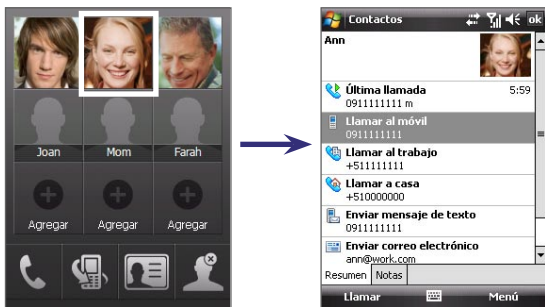 Joan Mom Farah
Agregar Agregar Agregar
Contactos ok
Ann
Última llamada 5:59
0911111111 m
Llamar al móvil
0911111111
Llamar al trabajo
+511111111
Llamar a casa
+510000000
Enviar mensaje de texto
0911111111
Enviar correo electrónico
ann@work.com
Resumen Notas
Llamar Menú